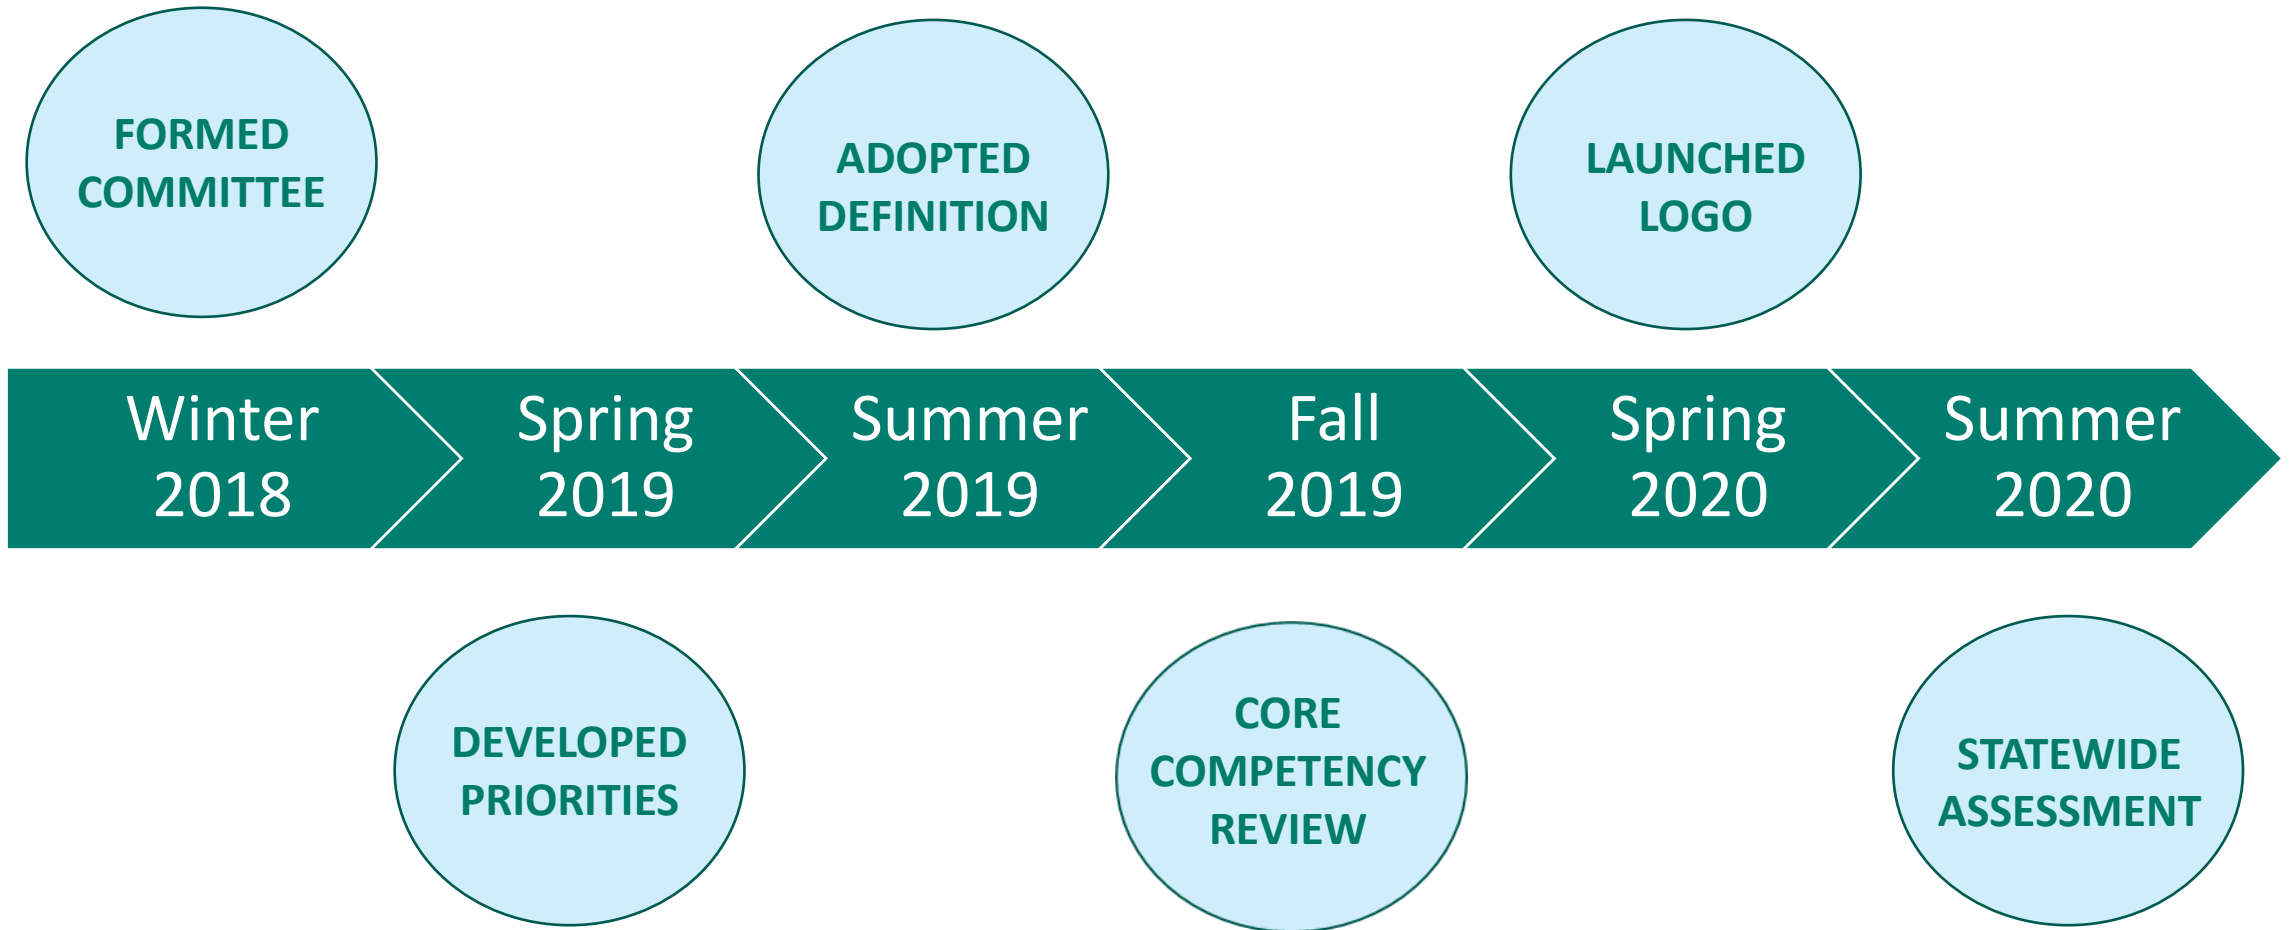 FORMED
COMMITTEE
ADOPTED
DEFINITION
LAUNCHED
LOGO
Winter
2018
Spring
2019
Summer
2019
Fall
2019
Spring
2020
Summer
2020
DEVELOPED
PRIORITIES
CORE
COMPETENCY
REVIEW
STATEWIDE
ASSESSMENT